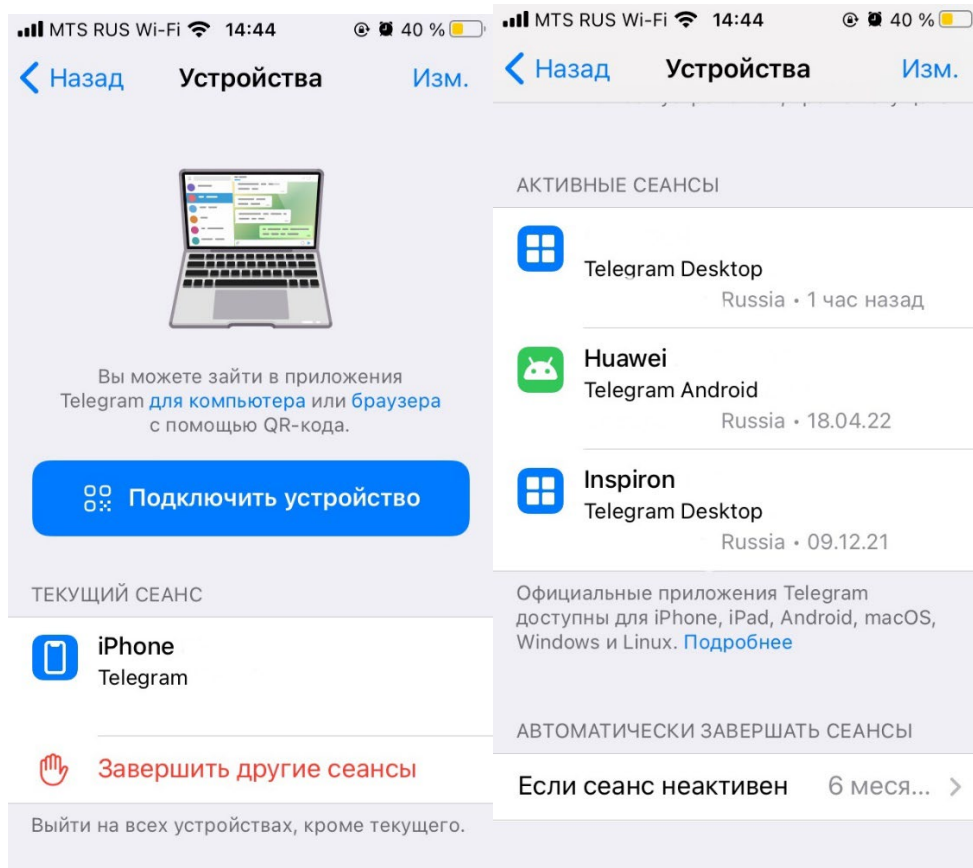 MTS RUS Wi-Fi 14:44 40 %
Назад Устройства Изм.
Вы можете зайти в приложения
Telegram для компьютера или браузера
с помощью QR-кода.
Подключить устройство
ТЕКУЩИЙ СЕАНС
iPhone
Telegram
Завершить другие сеансы
Выйти на всех устройствах, кроме текущего.
MTS RUS Wi-Fi 14:44 40 %
Назад Устройства Изм.
АКТИВНЫЕ СЕАНСЫ
Telegram Desktop
Russia • 1 час назад
Huawei
Telegram Android
Russia • 18.04.22
Inspiron
Telegram Desktop
Russia • 09.12.21
Официальные приложения Telegram
доступны для iPhone, iPad, Android, macOS,
Windows и Linux. Подробнее
АВТОМАТИЧЕСКИ ЗАВЕРШАТЬ СЕАНСЫ
Если сеанс неактивен 6 меся...